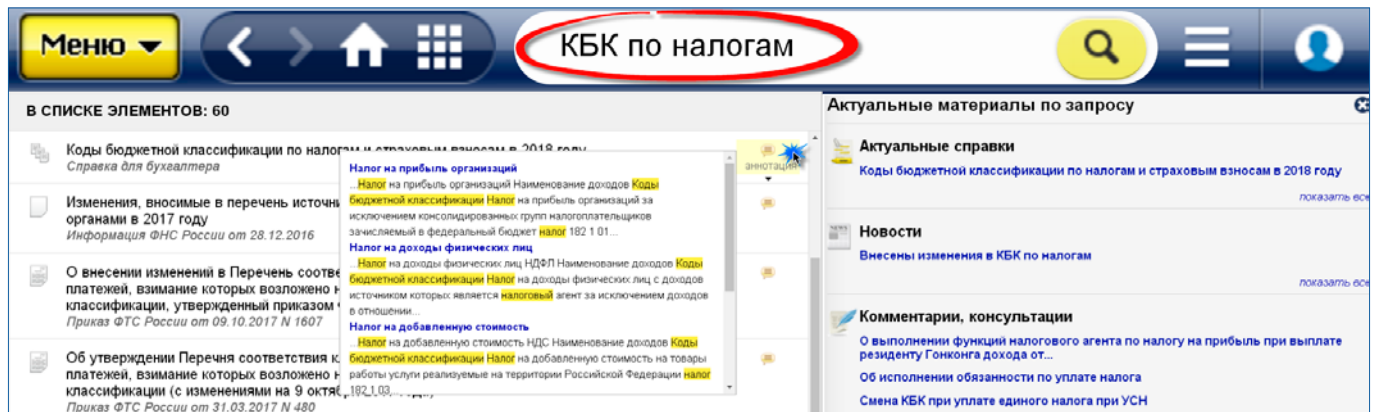 Меню
КБК по налогам
В СПИСКЕ ЭЛЕМЕНТОВ: 60
Коды бюджетной классификации по налогам и страховым взносам в 2018 году
Справка для бухгалтера
Изменения, вносимые в перечень
органами в 2017 году
Информация ФНС России от 28.12.2016
О внесении изменений в Перечень
платежей, взимание которых возложено
классификации, утвержденный приказом
Приказ ФТС России от 09.10.2017 N 1607
Об утверждении Перечня соответствия
платежей, взимание которых возложено
классификации (с изменениями на 9
Приказ ФТС России от 31.03.2017 N 480
аннотация
Налог на прибыль организаций
...Налог на прибыль организаций Наименование доходов Коды
бюджетной классификации Налог на прибыль организаций за
исключением консолидированных групп налогоплательщиков
зачисляемый в федеральный бюджет налог 182 1 01...
Налог на доходы физических лиц
...Налог на доходы физических лиц НДФЛ Наименование доходов Коды
бюджетной классификации Налог на доходы физических лиц с доходов
источником которых является налоговый агент за исключением доходов
в отношении...
Налог на добавленную стоимость
...Налог на добавленную стоимость НДС Наименование доходов Коды
бюджетной классификации Налог на добавленную стоимость на товары
работы услуги реализуемые на территории Российской Федерации налог
182 1 03
Актуальные материалы по запросу
Актуальные справки
Коды бюджетной классификации по налогам и страховым взносам в 2018 году
показать все
NEWS
Новости
Внесены изменения в КБК по налогам
показать все
Комментарии, консультации
О выполнении функций налогового агента по налогу на прибыль при выплате
резиденту Гонконга дохода от...
Об исполнении обязанности по уплате налога
Смена КБК при уплате единого налога при УСН